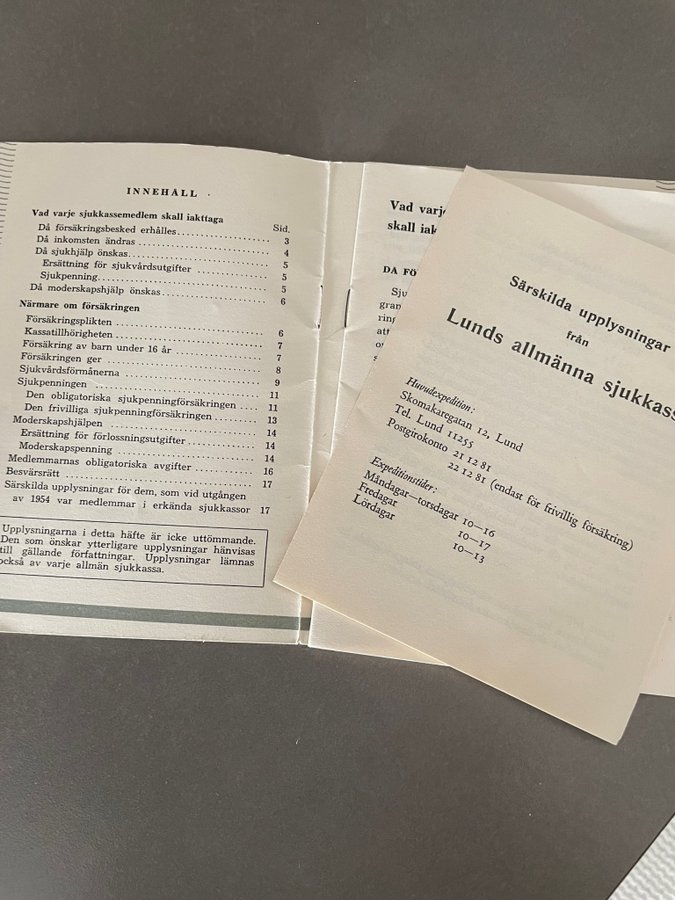 INNEHÅLL
Vad varje sjukkassemedlem skall iakttaga
Sid.
Då försäkringsbesked erhålles 3
Då inkomsten ändras 4
Då sjukhjälp önskas 5
Ersättning för sjukvårdsutgifter 5
Sjukpenning 5
Då moderskapshjälp önskas 6
Närmare om försäkringen
Försäkringsplikten 6
Kassatillhörigheten 7
Försäkring av barn under 16 år 7
Försäkringen ger 8
Sjukvårdsförmånerna 9
Sjukpenningen 11
Den obligatoriska sjukpenningförsäkringen 11
Den frivilliga sjukpenningförsäkringen 13
Moderskapshjälpen 14
Ersättning för förlossningsutgifter 14
Moderskapspenning 14
Medlemmarnas obligatoriska avgifter 16
Besvärsrätt 17
Särskilda upplysningar för dem, som vid utgången
av 1954 var medlemmar i erkända sjukkassor 17
Upplysningarna i detta häfte är icke uttömmande.
Den som önskar ytterligare upplysningar hänvisas
till gällande författningar. Upplysningar lämnas
också av varje allmän sjukkassa.
Vad
skall
DÅ
Särskilda upplysningar
från
Lunds allmänna
Huvudexpedition:
Skomakaregatan 12, Lund
Tel. Lund 11255
Postgirokonto 21 12 81
22 12 81 (endast för frivillig försäkring)
Expeditionstider:
Måndagar—torsdagar 10—16
Fredagar 10—17
Lördagar 10—13